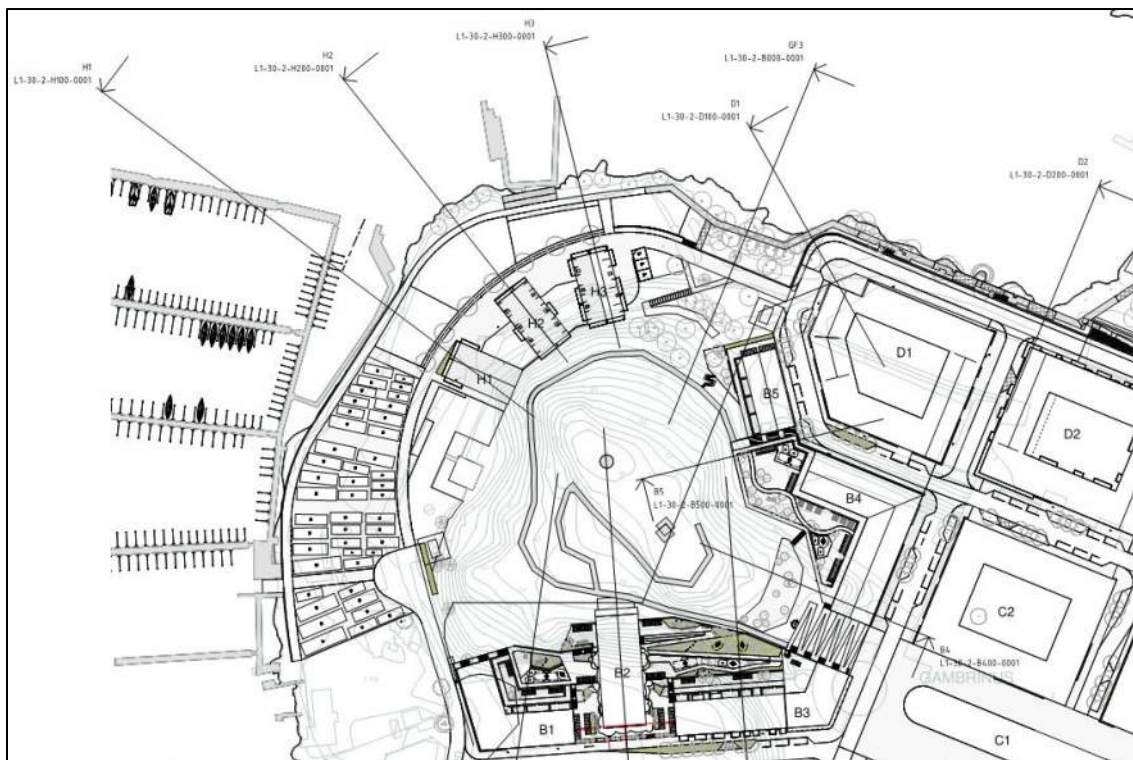 H3
L1-30-2-H300-0001
H2
L1-30-2-H200-0001
H1
L1-30-2-H100-0001
GF3
L1-30-2-B000-0001
D1
L1-30-2-D100-0001
D2
L1-30-2-D200-0001
H3
H2
H1
D1
B5
D2
B5
L1-30-2-B500-0001
B4
C2
B4
L1-30-2-B400-0001
GAMBRINUS
B2
B1
B3
C1